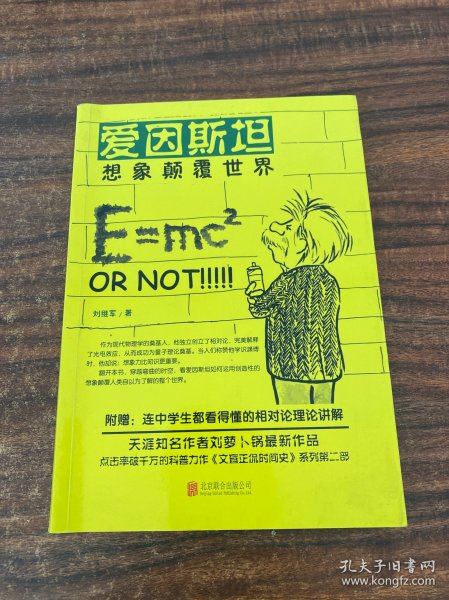 爱因斯坦
想象颠覆世界
E=mc²
OR NOT!!!!!
刘继军／著
作为现代物理学的奠基人，他独立创立了相对论，完美解释
了光电效应，从而成功为量子理论奠基。当人们称赞他学识渊博
时，他却说：想象力比知识更重要。
翻开本书，穿越弯曲的时空，看爱因斯坦如何运用创造性的
想象颠覆人类自以为了解的整个世界。
附赠：连中学生都看得懂的相对论理论讲解
天涯知名作者刘萝卜锅最新作品
点击率破千万的科普力作《文盲正侃时间史》系列第二部
北京联合出版公司
Beijing United Publishing Co.,Ltd.
孔夫子旧书网
www.kongfz.com